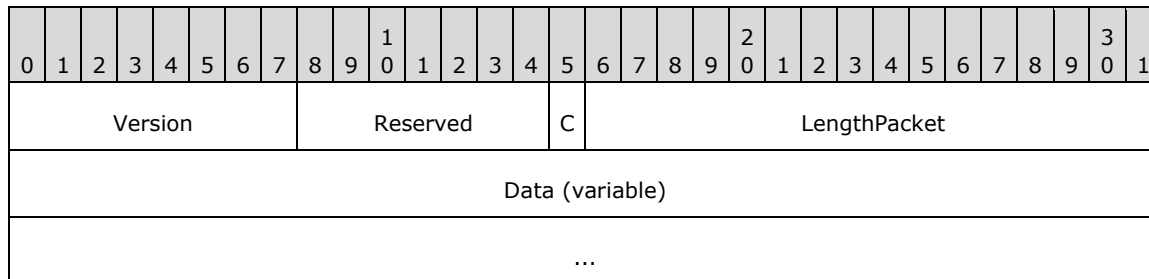 1 2 3
0 1 2 3 4 5 6 7 8 9 0 1 2 3 4 5 6 7 8 9 0 1 2 3 4 5 6 7 8 9 0 1
Version Reserved C LengthPacket
Data (variable)
...